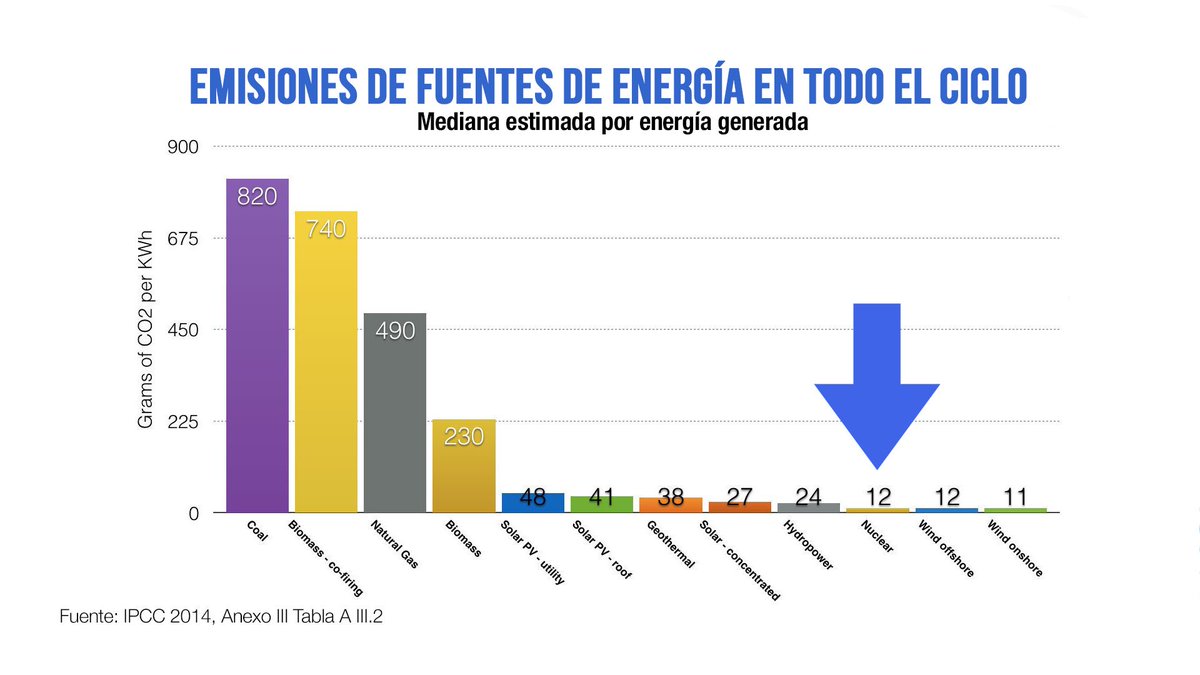 EMISIONES DE FUENTES DE ENERGÍA EN TODO EL CICLO
Mediana estimada por energía generada
Grams of CO2 per KWh
900
675
450
225
0
820
740
490
230
48
41
38
27
24
12
12
11
Coal
Biomass - co-firing
Natural Gas
Biomass
Solar PV - utility
Solar PV - roof
Geothermal
Solar - concentrated
Hydropower
Nuclear
Wind offshore
Wind onshore
Fuente: IPCC 2014, Anexo III Tabla A III.2